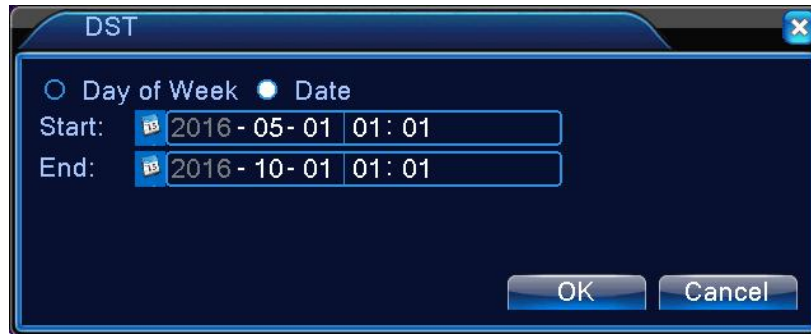 DST
Day of Week Date
Start: 2016-05-01 01:01
End: 2016-10-01 01:01
OK Cancel